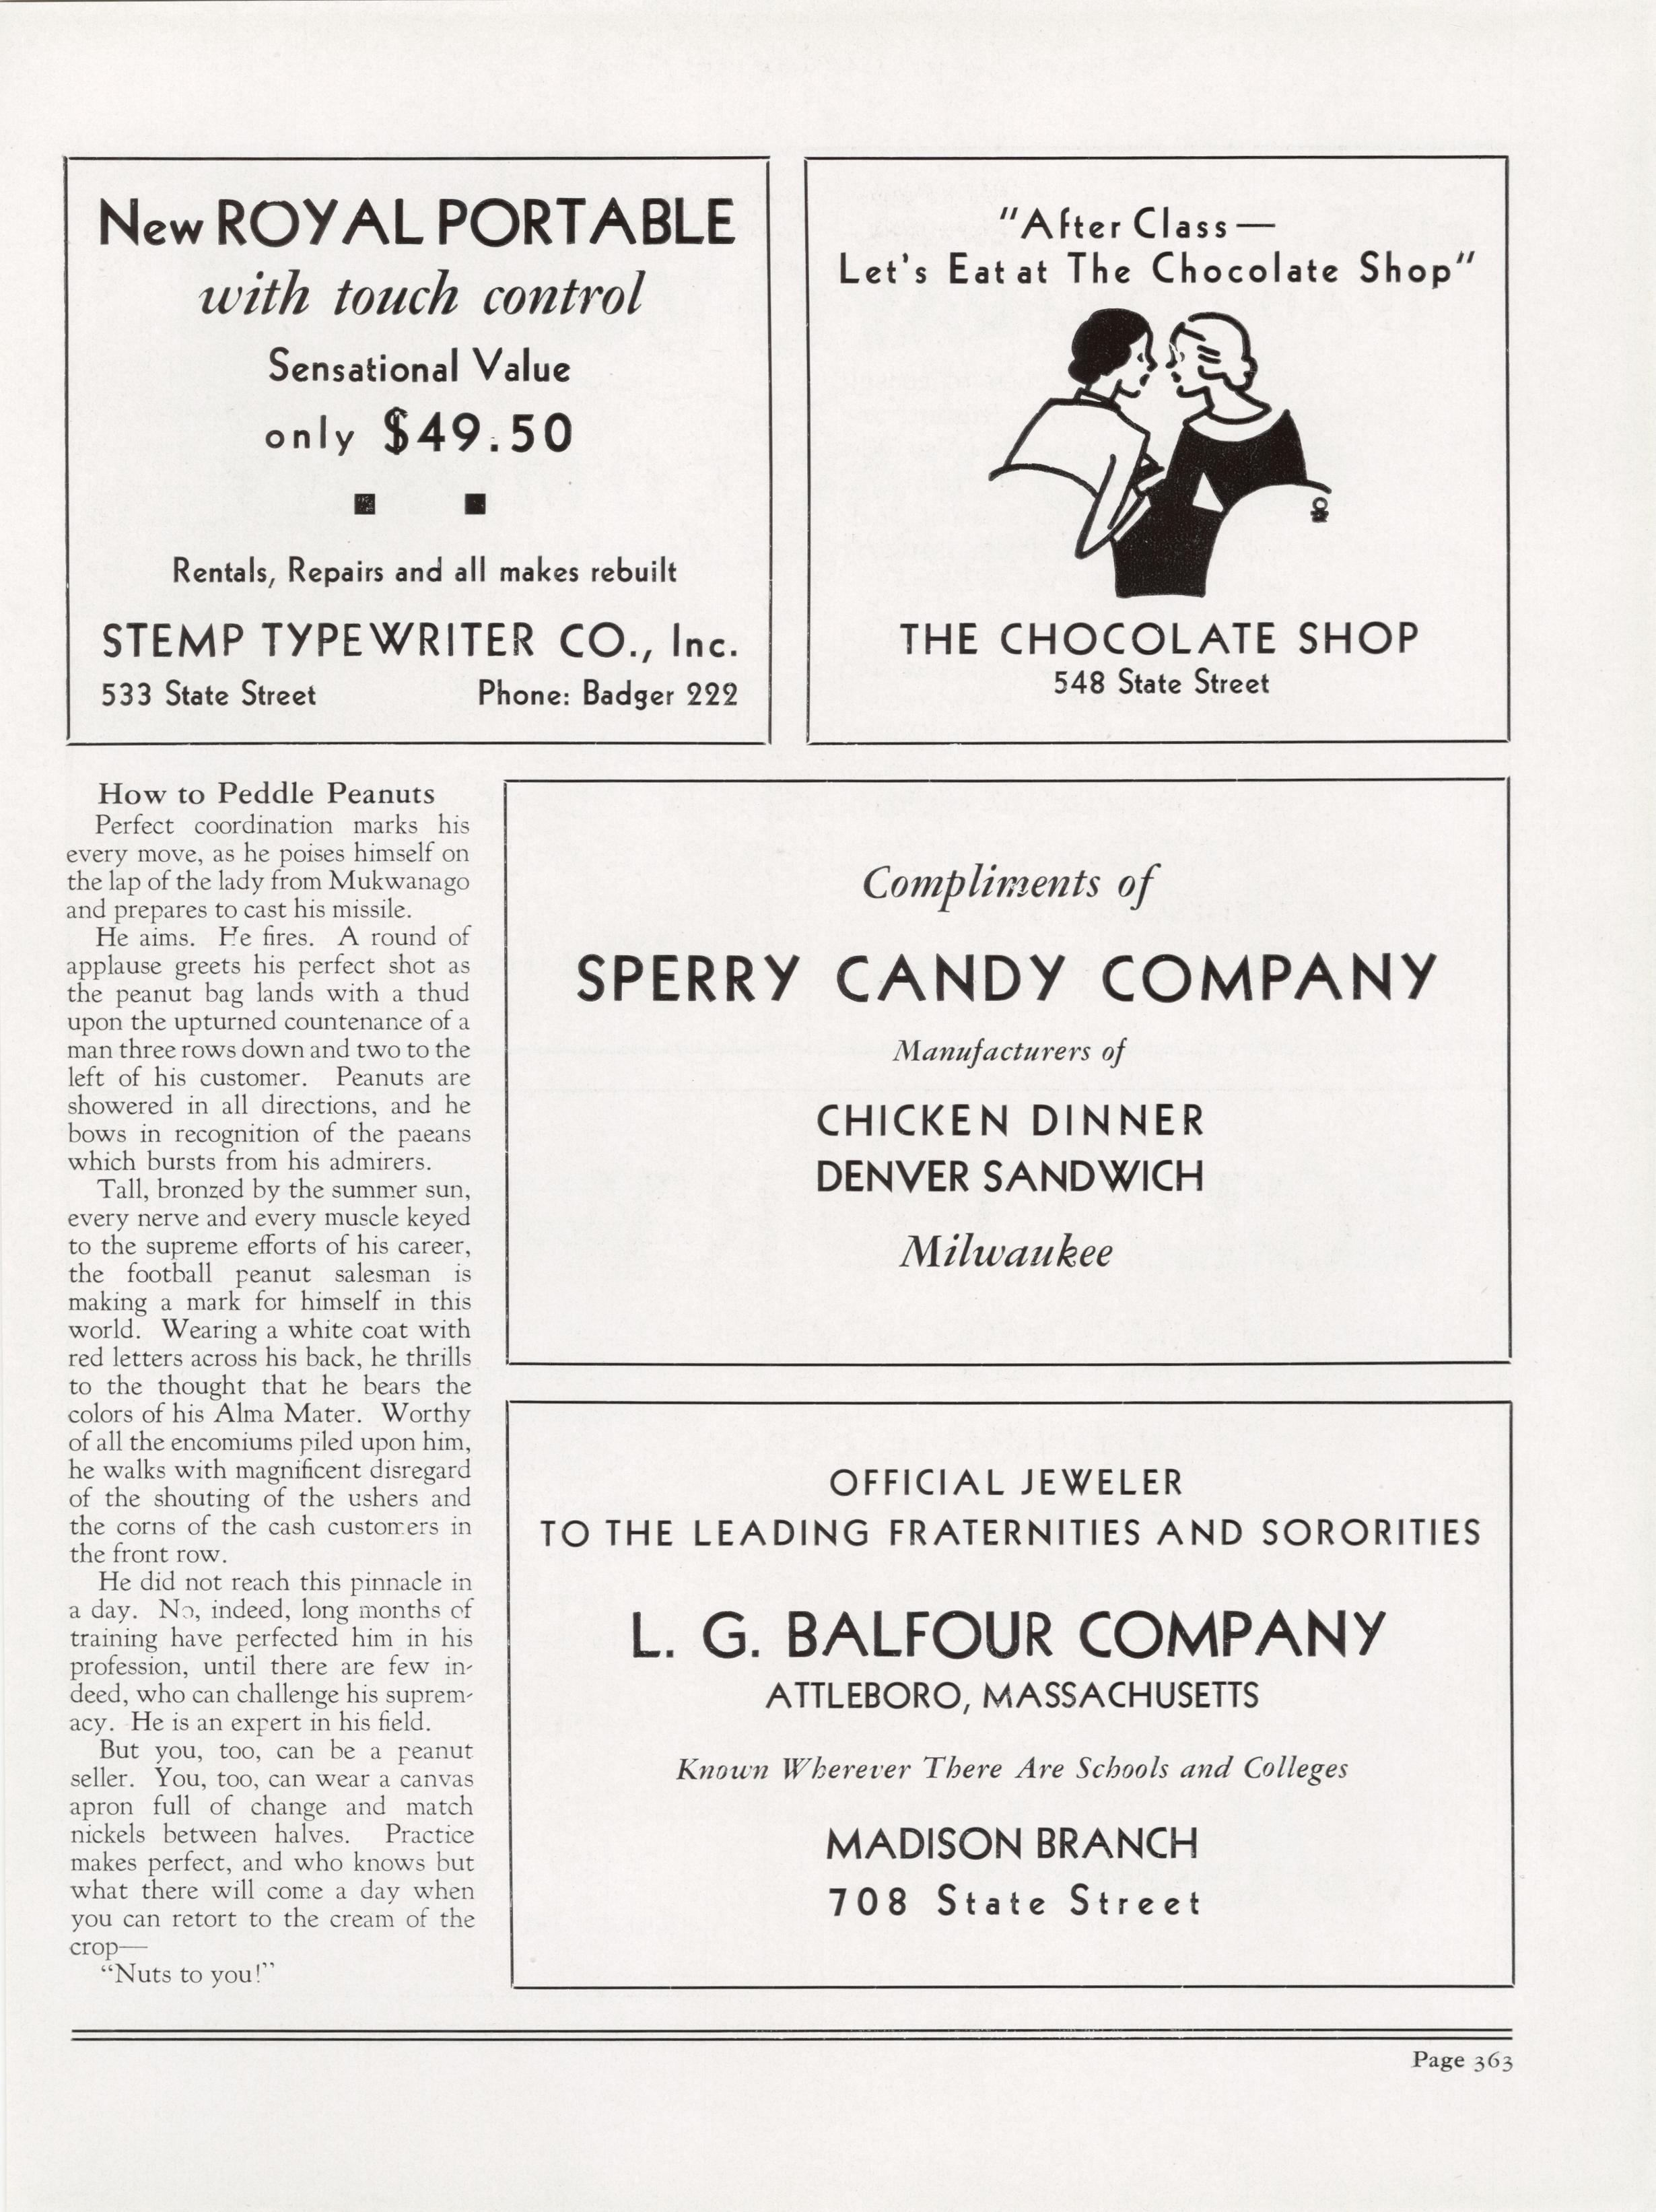 New ROYAL PORTABLE
with touch control
Sensational Value
only $49.50
Rentals, Repairs and all makes rebuilt
STEMP TYPEWRITER CO., Inc.
533 State Street Phone: Badger 222
"After Class—
Let's Eat at The Chocolate Shop"
THE CHOCOLATE SHOP
548 State Street
How to Peddle Peanuts
Perfect coordination marks his
every move, as he poises himself on
the lap of the lady from Mukwanago
and prepares to cast his missile.
He aims. He fires. A round of
applause greets his perfect shot as
the peanut bag lands with a thud
upon the upturned countenance of a
man three rows down and two to the
left of his customer. Peanuts are
showered in all directions, and he
bows in recognition of the paeans
which bursts from his admirers.
Tall, bronzed by the summer sun,
every nerve and every muscle keyed
to the supreme efforts of his career,
the football peanut salesman is
making a mark for himself in this
world. Wearing a white coat with
red letters across his back, he thrills
to the thought that he bears the
colors of his Alma Mater. Worthy
of all the encomiums piled upon him,
he walks with magnificent disregard
of the shouting of the ushers and
the corns of the cash customers in
the front row.
He did not reach this pinnacle in
a day. No, indeed, long months of
training have perfected him in his
profession, until there are few in-
deed, who can challenge his suprem-
acy. He is an expert in his field.
But you, too, can be a peanut
seller. You, too, can wear a canvas
apron full of change and match
nickels between halves. Practice
makes perfect, and who knows but
what there will come a day when
you can retort to the cream of the
crop—
"Nuts to you!"
Compliments of
SPERRY CANDY COMPANY
Manufacturers of
CHICKEN DINNER
DENVER SANDWICH
Milwaukee
OFFICIAL JEWELER
TO THE LEADING FRATERNITIES AND SORORITIES
L. G. BALFOUR COMPANY
ATTLEBORO, MASSACHUSETTS
Known Wherever There Are Schools and Colleges
MADISON BRANCH
708 State Street
Page 363